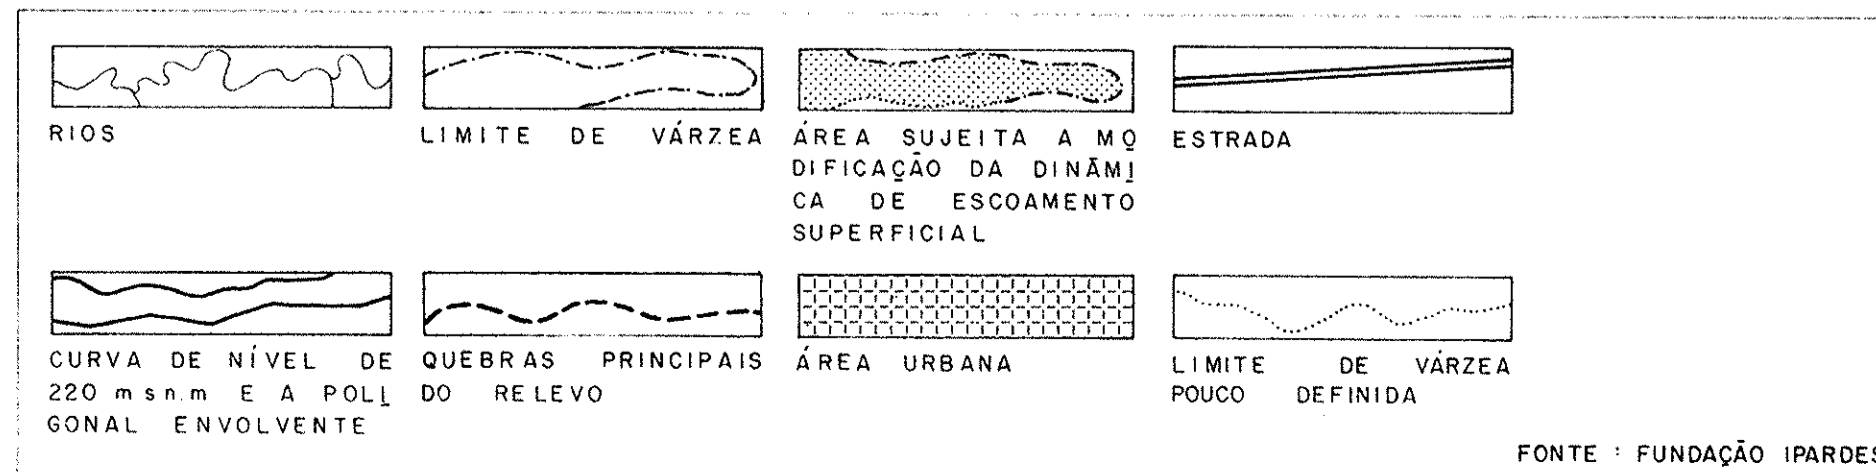 RIOS
LIMITE DE VÁRZEA
ÁREA SUJEITA A MO
DIFICAÇÃO DA DINÂMI
CA DE ESCOAMENTO
SUPERFICIAL
ESTRADA
CURVA DE NÍVEL DE
220 m s n.m E A POLI
GONAL ENVOLVENTE
QUEBRAS PRINCIPAIS
DO RELEVO
ÁREA URBANA
LIMITE DE VÁRZEA
POUCO DEFINIDA
FONTE : FUNDAÇÃO IPARDES